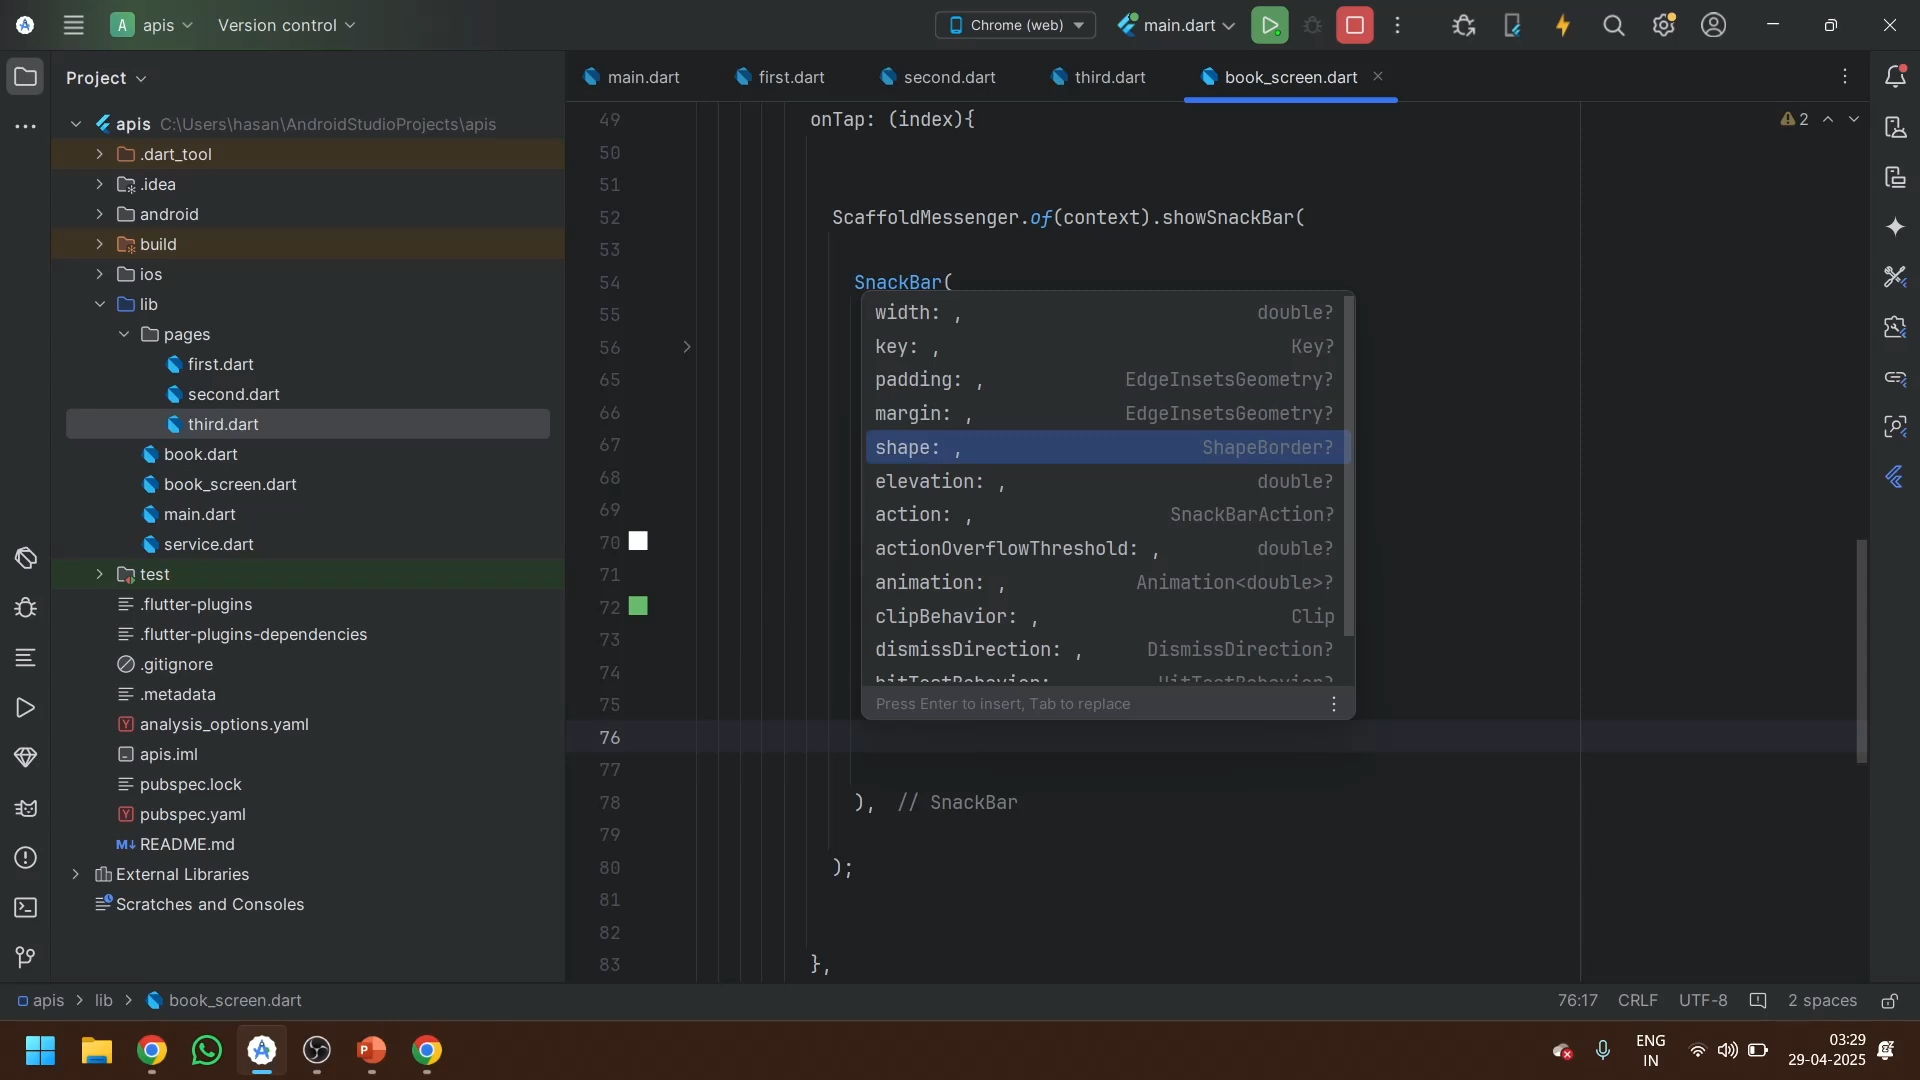 A apis
Version control
Chrome (web)
main.dart
Project
main.dart
first.dart
second.dart
third.dart
book_screen.dart
apis C:\Users\hasan\AndroidStudioProjects\apis
.dart_tool
.idea
android
build
ios
lib
pages
first.dart
second.dart
third.dart
book.dart
book_screen.dart
main.dart
service.dart
test
.flutter-plugins
.flutter-plugins-dependencies
.gitignore
.metadata
analysis_options.yaml
apis.iml
pubspec.lock
pubspec.yaml
README.md
External Libraries
Scratches and Consoles
49 onTap: (index){
2
50
51
52 ScaffoldMessenger.of(context).showSnackBar(
53
54 SnackBar(
55
56
65
66
67
68
69
70
71
72
73
74
75
76
77
78 ), // SnackBar
79
80 );
81
82
83 },
width: , double?
key: , Key?
padding: , EdgeInsetsGeometry?
margin: , EdgeInsetsGeometry?
shape: , ShapeBorder?
elevation: , double?
action: , SnackBarAction?
actionOverflowThreshold: , double?
animation: , Animation<double>?
clipBehavior: , Clip
dismissDirection: , DismissDirection?
hitTestBehavior: HitTestBehavior?
Press Enter to insert, Tab to replace
apis > lib > book_screen.dart
76:17 CRLF UTF-8 2 spaces
ENG
IN
03:29
29-04-2025